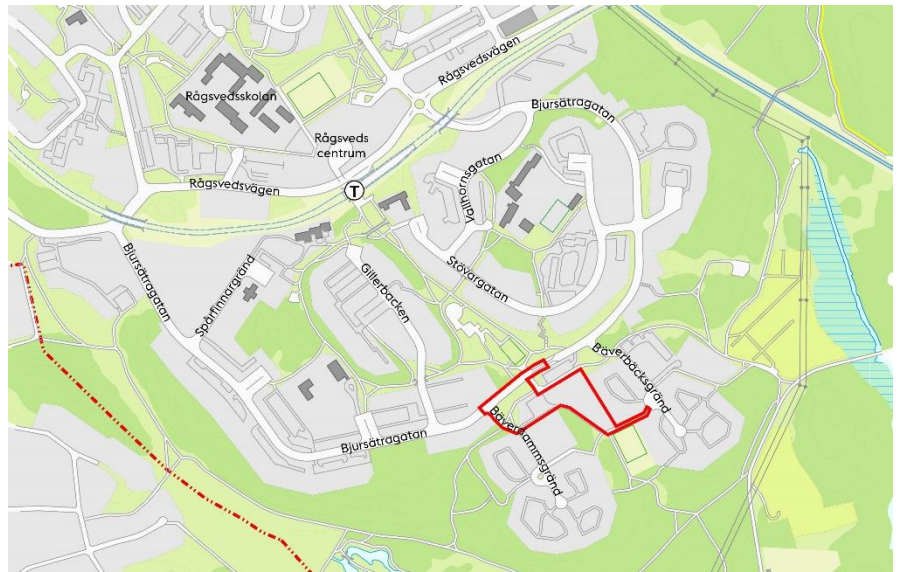 Rågsvedsvägen
Rågsvedsskolan
Bjursätragatan
Rågsveds
centrum
Vallhornsgatan
Rågsvedsvägen
T
Bjursätragatan
Spårfinnargränd
Gillerbacken
Stövargatan
Bäverbäcksgränd
Bjursätragatan
Bäverdammsgränd